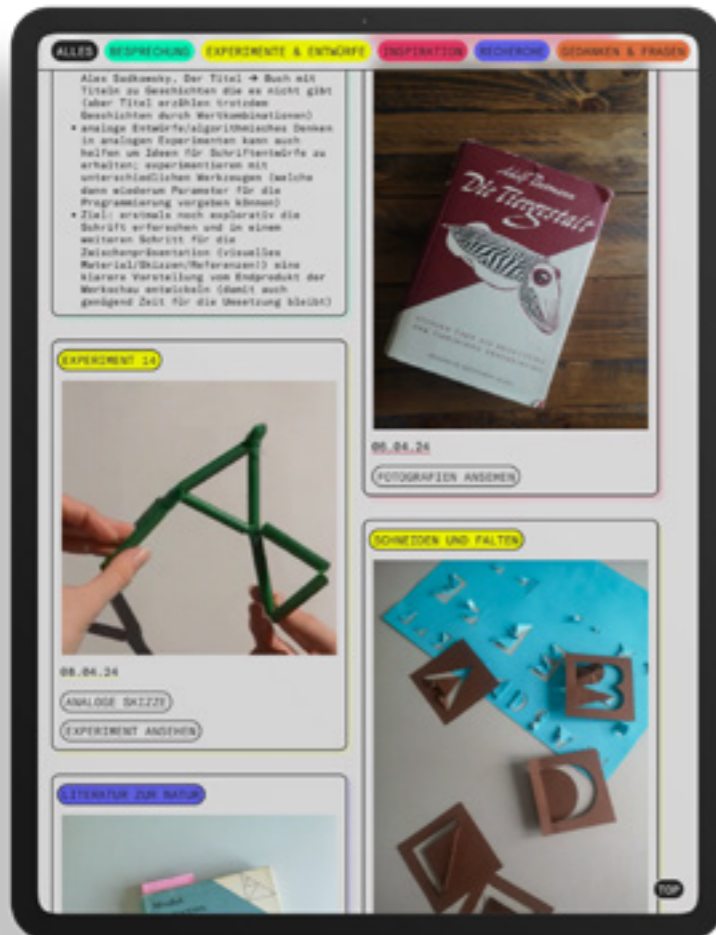 ALLES BESPRECHUNG EXPERIMENTE & ENTWÜRFE INSPIRATION RECHERCHE GEDANKEN & FRAGEN
Alex Sadkowsky, Der Titel → Buch mit
Titeln zu Geschichten die es nicht gibt
(aber Titel erzählen trotzdem
Geschichten durch Wortkombinationen)
• analoge Entwürfe/algorithmisches Denken
in analogen Experimenten kann auch
helfen um Ideen für Schriftentwürfe zu
erhalten; experimentieren mit
unterschiedlichen Werkzeugen (welche
dann wiederum Parameter für die
Programmierung vorgeben können)
• Ziel: erstmals noch explorativ die
Schrift erforschen und in einem
weiteren Schritt für die
Zwischenpräsentation (visuelles
Material/Skizzen/Referenzen!) eine
klarere Vorstellung vom Endprodukt der
Werkschau entwickeln (damit auch
genügend Zeit für die Umsetzung bleibt)
EXPERIMENT 14
08.04.24
ANALOGE SKIZZE
EXPERIMENT ANSEHEN
LITERATUR ZUR NATUR
Adolf Portmann
Die Tiergestalt
08.04.24
FOTOGRAFIEN ANSEHEN
SCHNEIDEN UND FALTEN
A
B
D
TOP